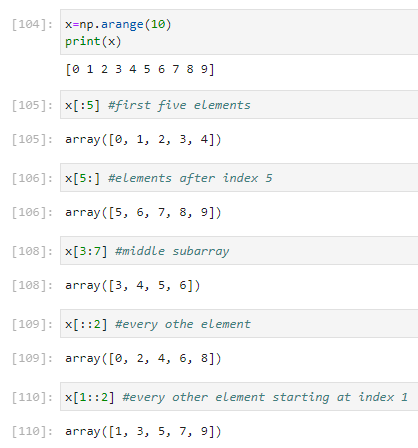 [104]: x=np.arange(10)
print(x)
[0 1 2 3 4 5 6 7 8 9]
[105]: x[:5] #first five elements
[105]: array([0, 1, 2, 3, 4])
[106]: x[5:] #elements after index 5
[106]: array([5, 6, 7, 8, 9])
[108]: x[3:7] #middle subarray
[108]: array([3, 4, 5, 6])
[109]: x[::2] #every othe element
[109]: array([0, 2, 4, 6, 8])
[110]: x[1::2] #every other element starting at index 1
[110]: array([1, 3, 5, 7, 9])